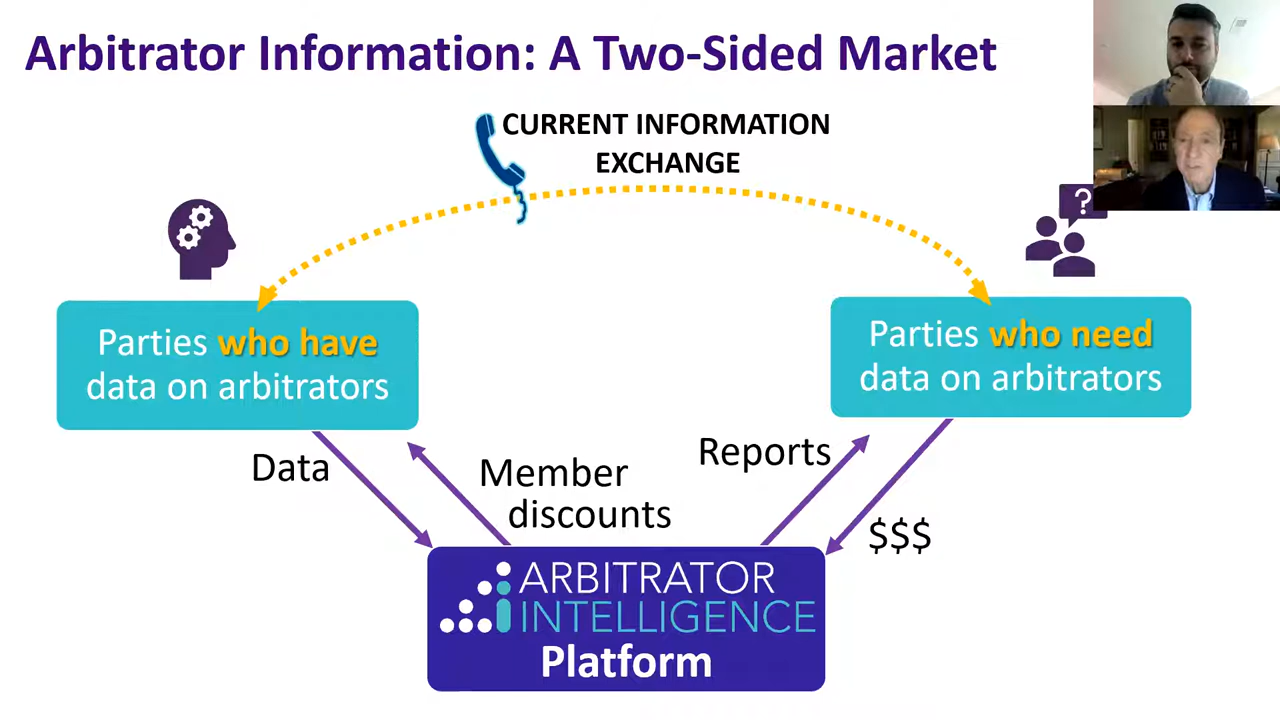 Arbitrator Information: A Two-Sided Market
CURRENT INFORMATION
EXCHANGE
?
Parties who have
data on arbitrators
Parties who need
data on arbitrators
Data
Member
discounts
Reports
$$$
ARBITRATOR
INTELLIGENCE
Platform